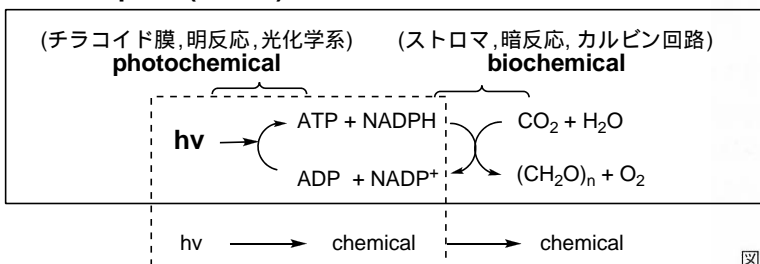 (チラコイド膜,明反応,光化学系) (ストロマ,暗反応, カルビン回路)
photochemical biochemical
hν ATP + NADPH CO2 + H2O
ADP + NADP+ (CH2O)n + O2
hν chemical chemical
図